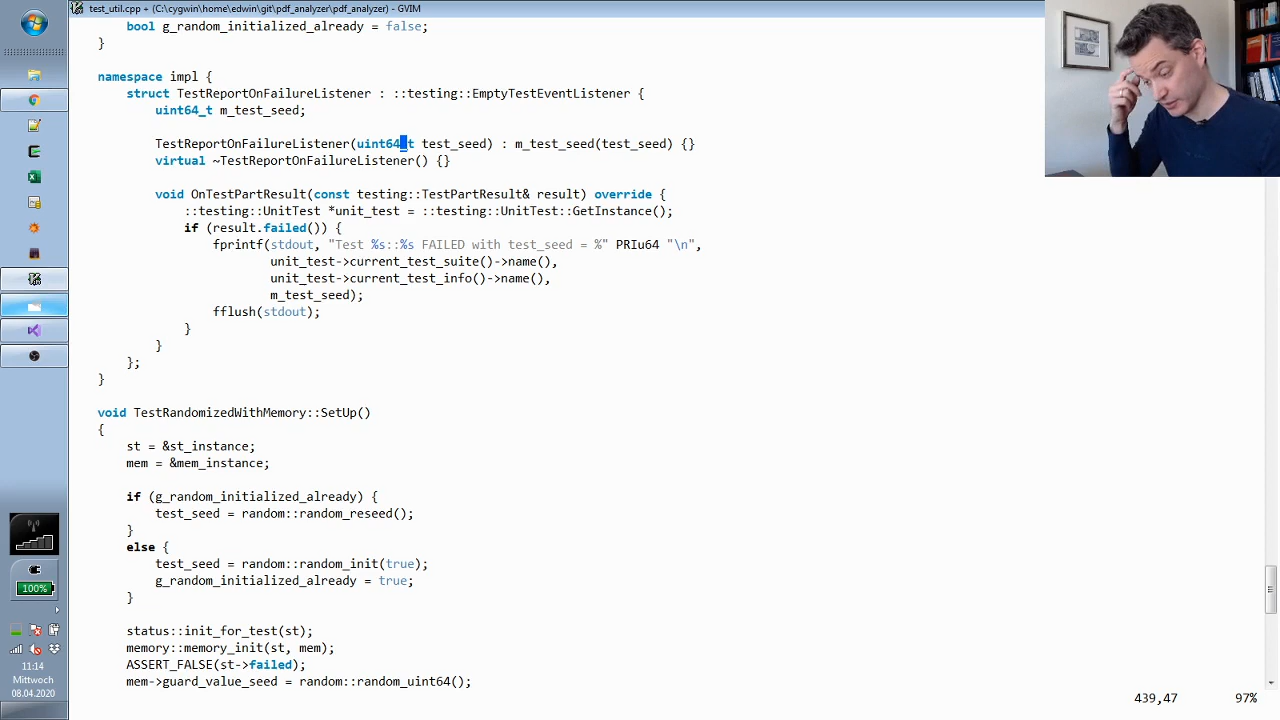 test_util.cpp + (C:\cygwin\home\edwin\git\pdf_analyzer\pdf_analyzer) - GVIM
bool g_random_initialized_already = false;
}
namespace impl {
struct TestReportOnFailureListener : ::testing::EmptyTestEventListener {
uint64_t m_test_seed;
TestReportOnFailureListener(uint64_t test_seed) : m_test_seed(test_seed) {}
virtual ~TestReportOnFailureListener() {}
void OnTestPartResult(const testing::TestPartResult& result) override {
::testing::UnitTest *unit_test = ::testing::UnitTest::GetInstance();
if (result.failed()) {
fprintf(stdout, "Test %s::%s FAILED with test_seed = %" PRIu64 "\n",
unit_test->current_test_suite()->name(),
unit_test->current_test_info()->name(),
m_test_seed);
fflush(stdout);
}
}
};
}
void TestRandomizedWithMemory::SetUp()
{
st = &st_instance;
mem = &mem_instance;
if (g_random_initialized_already) {
test_seed = random::random_reseed();
}
else {
test_seed = random::random_init(true);
g_random_initialized_already = true;
}
status::init_for_test(st);
memory::memory_init(st, mem);
ASSERT_FALSE(st->failed);
mem->guard_value_seed = random::random_uint64();
439,47 97%
100%
11:14
Mittwoch
08.04.2020